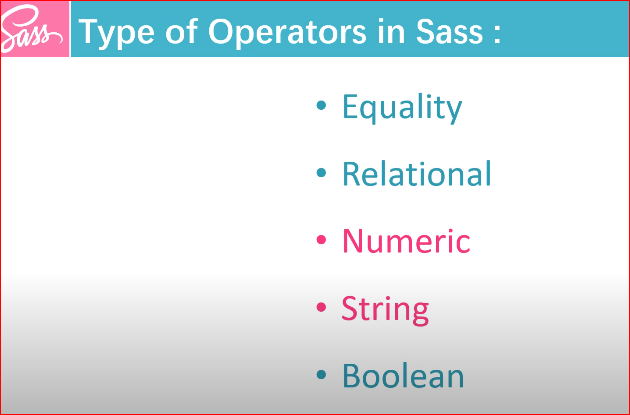 Sass
Type of Operators in Sass :
• Equality
• Relational
• Numeric
• String
• Boolean